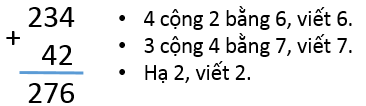 234
+
42
276
• 4 cộng 2 bằng 6, viết 6.
• 3 cộng 4 bằng 7, viết 7.
• Hạ 2, viết 2.